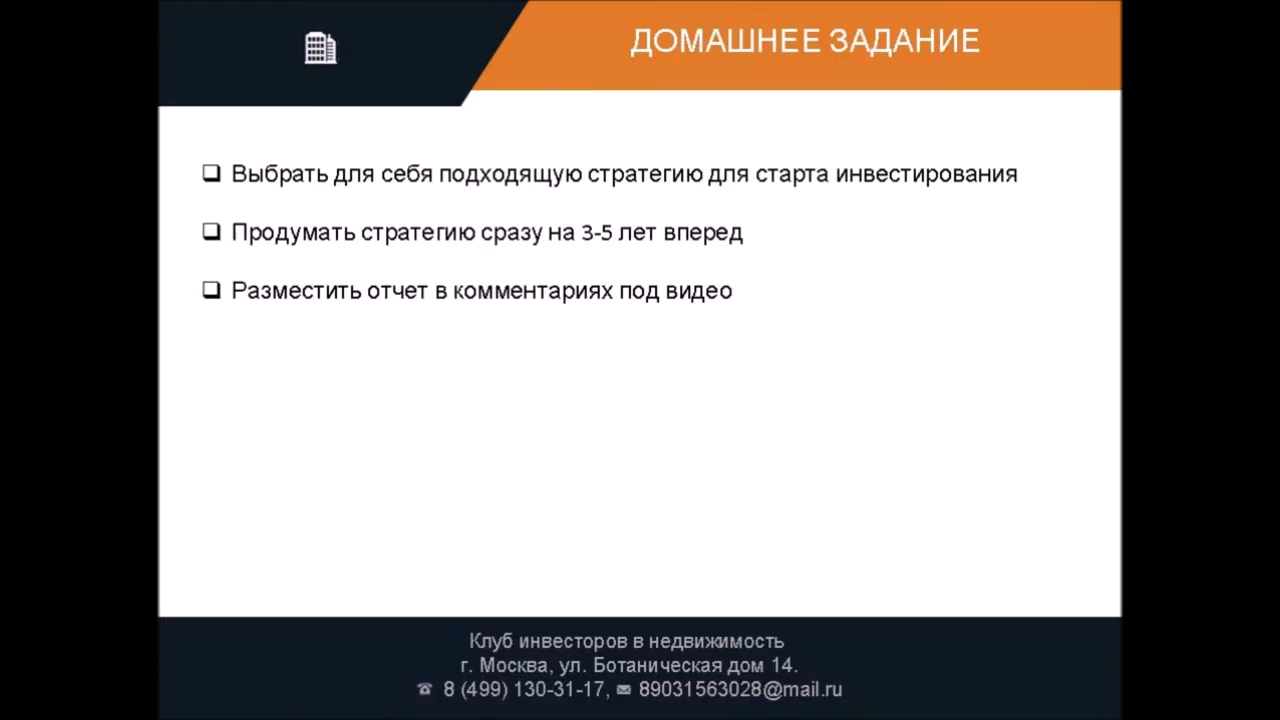 ДОМАШНЕЕ ЗАДАНИЕ
Выбрать для себя подходящую стратегию для старта инвестирования
Продумать стратегию сразу на 3-5 лет вперед
Разместить отчет в комментариях под видео
Клуб инвесторов в недвижимость
г. Москва, ул. Ботаническая дом 14.
8 (499) 130-31-17, 89031563028@mail.ru